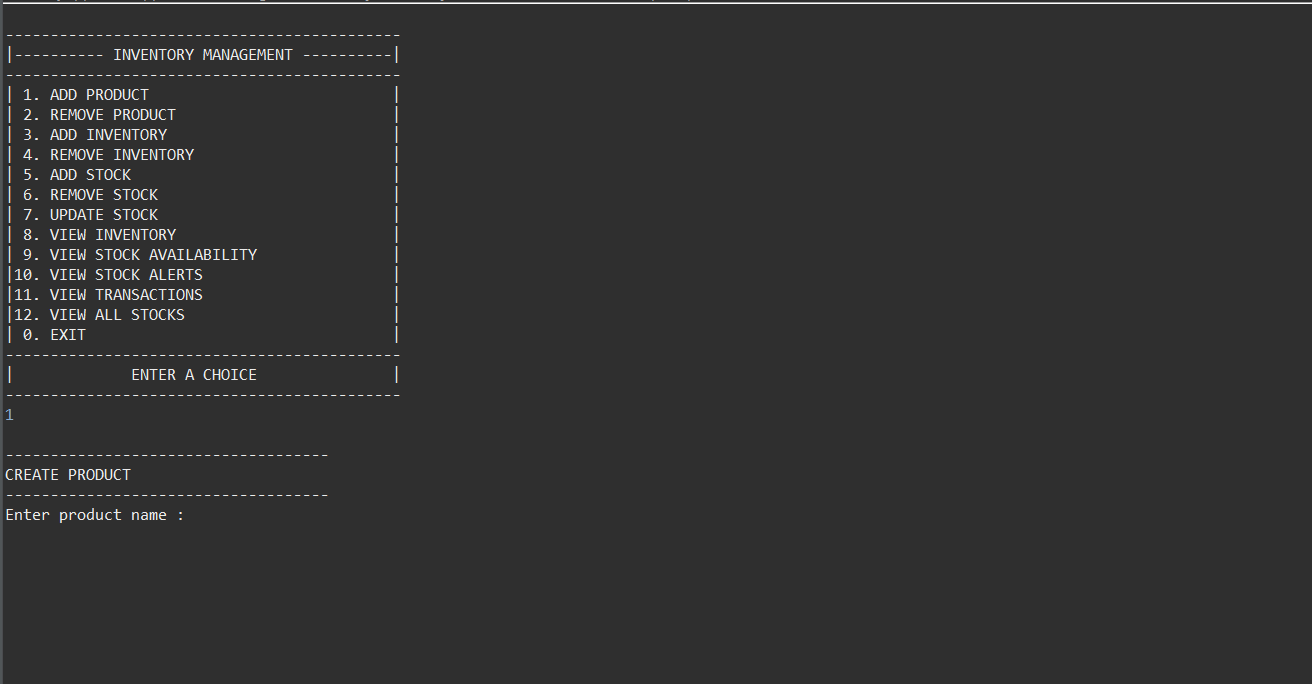 --------------------------------------------
|---------- INVENTORY MANAGEMENT ----------|
--------------------------------------------
| 1. ADD PRODUCT                           |
| 2. REMOVE PRODUCT                        |
| 3. ADD INVENTORY                         |
| 4. REMOVE INVENTORY                      |
| 5. ADD STOCK                             |
| 6. REMOVE STOCK                          |
| 7. UPDATE STOCK                          |
| 8. VIEW INVENTORY                        |
| 9. VIEW STOCK AVAILABILITY               |
|10. VIEW STOCK ALERTS                     |
|11. VIEW TRANSACTIONS                     |
|12. VIEW ALL STOCKS                       |
| 0. EXIT                                  |
--------------------------------------------
|             ENTER A CHOICE               |
--------------------------------------------
1
------------------------------------
CREATE PRODUCT
------------------------------------
Enter product name :